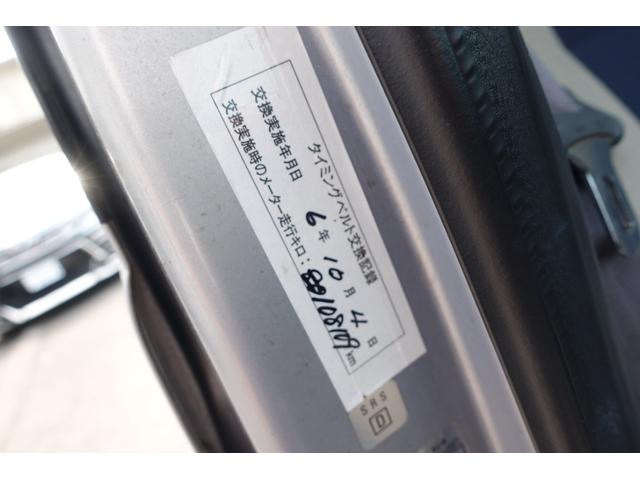 タイミングベルト交換記録
交換実施年月日 6年 10月 4日
交換実施時のメーター走行キロ: 108109km
SRS
D